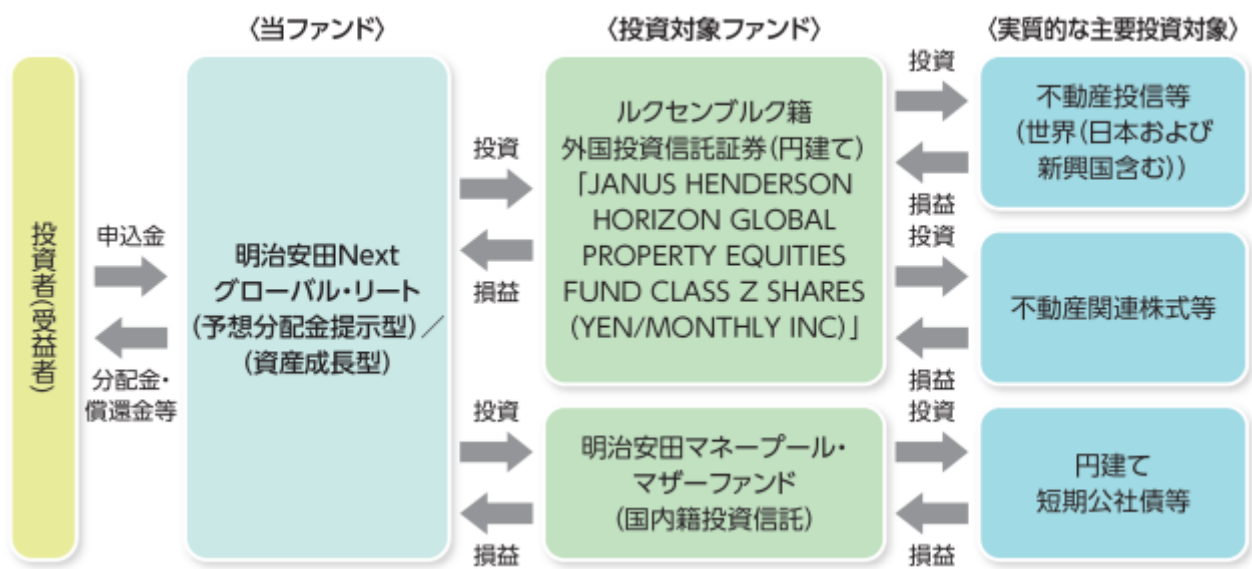 〈当ファンド〉
〈投資対象ファンド〉
〈実質的な主要投資対象〉
投資者(受益者)
申込金
分配金・
償還金等
明治安田Next
グローバル・リート
(予想分配金提示型)／
(資産成長型)
投資
損益
ルクセンブルク籍
外国投資信託証券(円建て)
「JANUS HENDERSON
HORIZON GLOBAL
PROPERTY EQUITIES
FUND CLASS Z SHARES
(YEN/MONTHLY INC)」
投資
損益
不動産投信等
(世界(日本および
新興国含む))
投資
損益
不動産関連株式等
投資
損益
明治安田マネープール・
マザーファンド
(国内籍投資信託)
投資
損益
円建て
短期公社債等